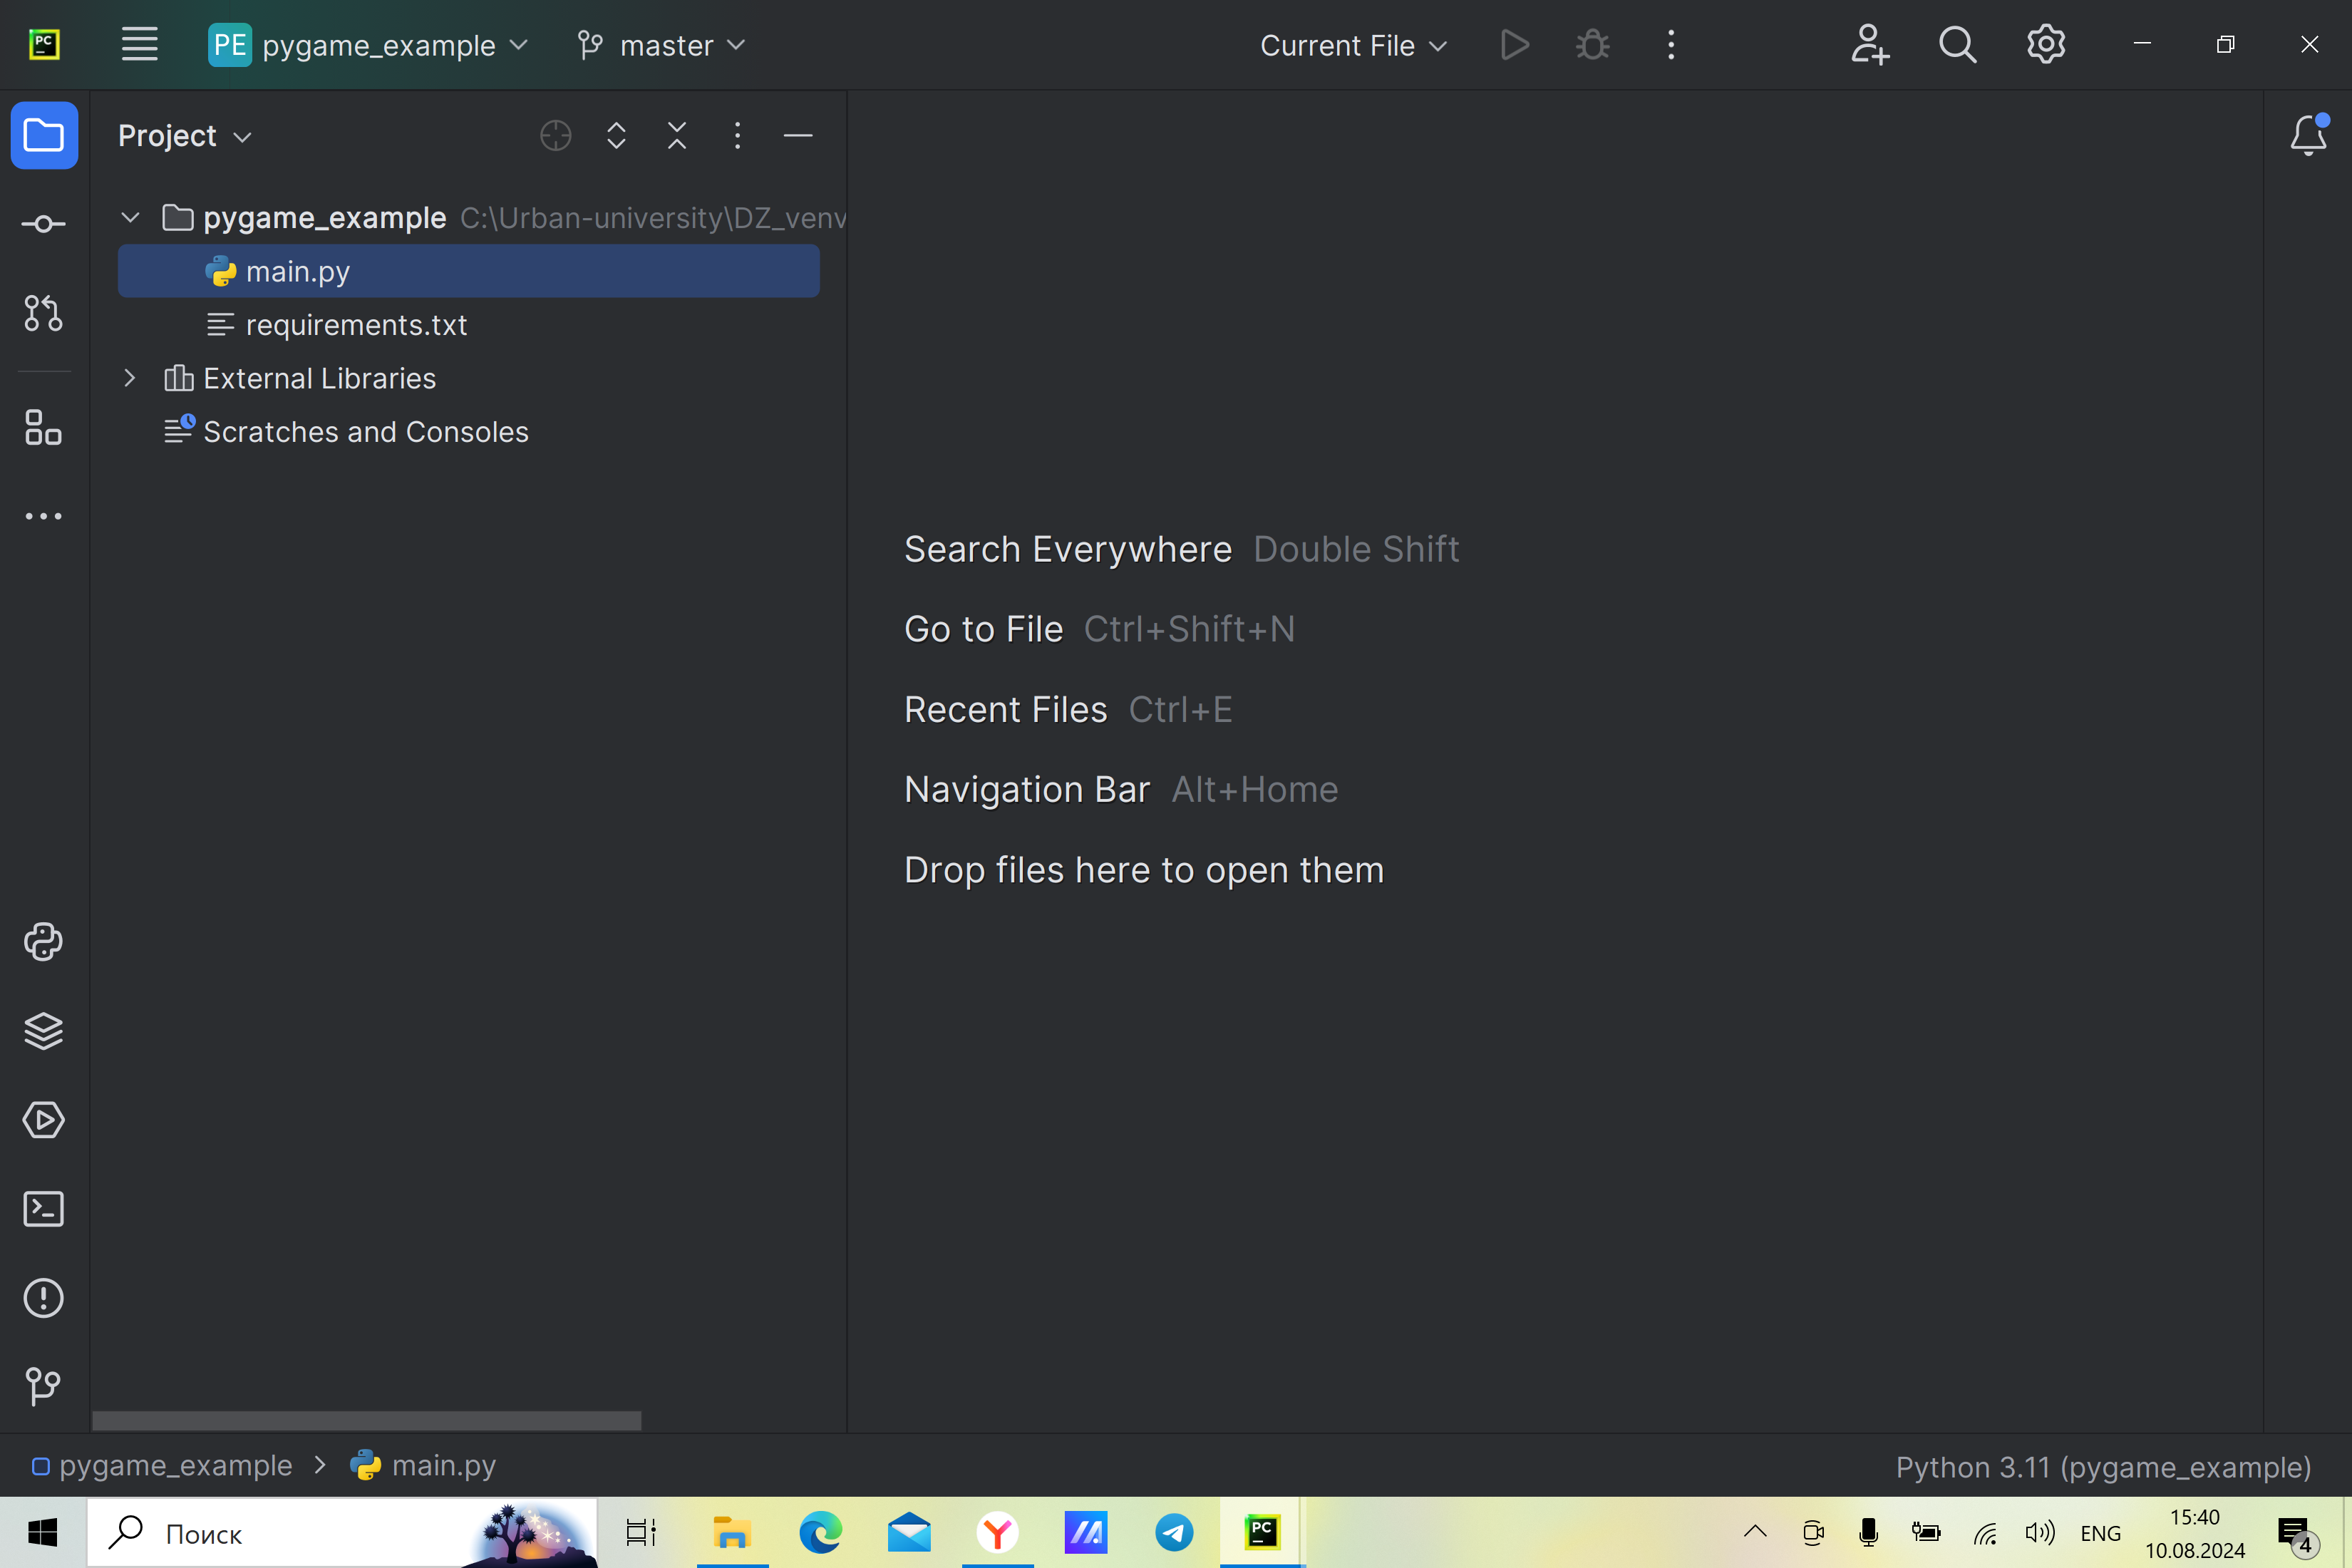 PC
PE pygame_example
master
Current File
Project
pygame_example C:\Urban-university\DZ_venv
main.py
requirements.txt
External Libraries
Scratches and Consoles
Search Everywhere Double Shift
Go to File Ctrl+Shift+N
Recent Files Ctrl+E
Navigation Bar Alt+Home
Drop files here to open them
pygame_example > main.py
Python 3.11 (pygame_example)
Поиск
PC
ENG
15:40
10.08.2024
4